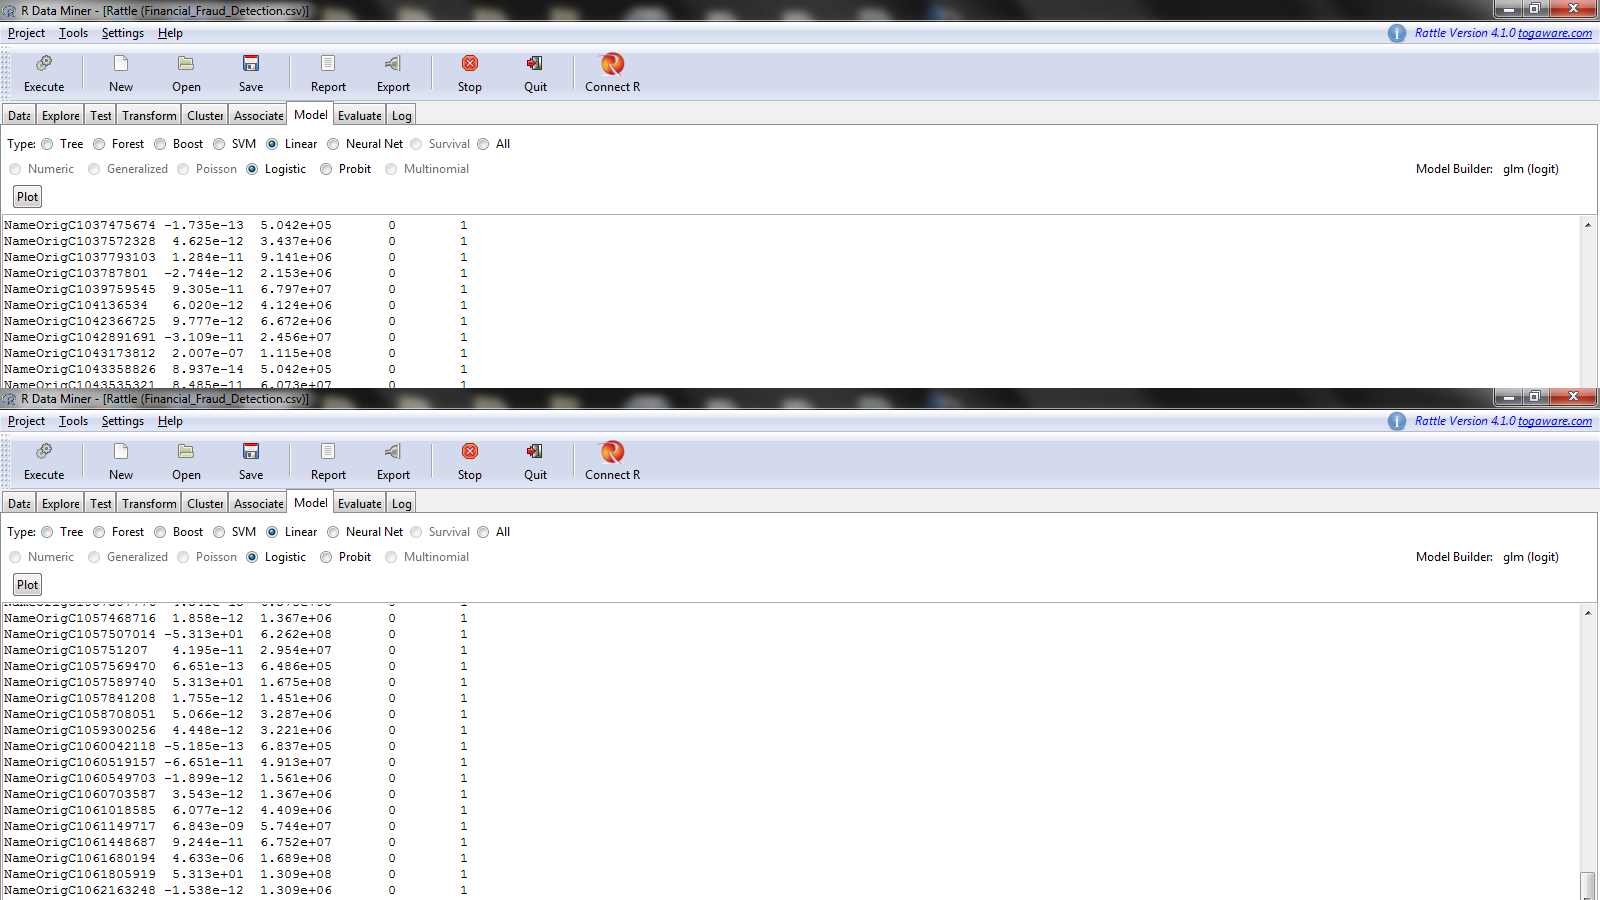 R Data Miner - [Rattle (Financial_Fraud_Detection.csv)]
Project Tools Settings Help Rattle Version 4.1.0 togaware.com
Execute New Open Save Report Export Stop Quit Connect R
Data Explore Test Transform Cluster Associate Model Evaluate Log
Type: Tree Forest Boost SVM Linear Neural Net Survival All
Numeric Generalized Poisson Logistic Probit Multinomial Model Builder: glm (logit)
Plot
NameOrigC1037475674 -1.735e-13 5.042e+05 0 1
NameOrigC1037572328 4.625e-12 3.437e+06 0 1
NameOrigC1037793103 1.284e-11 9.141e+06 0 1
NameOrigC103787801 -2.744e-12 2.153e+06 0 1
NameOrigC1039759545 9.305e-11 6.797e+07 0 1
NameOrigC104136534 6.020e-12 4.124e+06 0 1
NameOrigC1042366725 9.777e-12 6.672e+06 0 1
NameOrigC1042891691 -3.109e-11 2.456e+07 0 1
NameOrigC1043173812 2.007e-07 1.115e+08 0 1
NameOrigC1043358826 8.937e-14 5.042e+05 0 1
NameOrigC1043535321 8.485e-11 6.073e+07 0 1
R Data Miner - [Rattle (Financial_Fraud_Detection.csv)]
Project Tools Settings Help Rattle Version 4.1.0 togaware.com
Execute New Open Save Report Export Stop Quit Connect R
Data Explore Test Transform Cluster Associate Model Evaluate Log
Type: Tree Forest Boost SVM Linear Neural Net Survival All
Numeric Generalized Poisson Logistic Probit Multinomial Model Builder: glm (logit)
Plot
NameOrigC1057468716 1.858e-12 1.367e+06 0 1
NameOrigC1057507014 -5.313e+01 6.262e+08 0 1
NameOrigC105751207 4.195e-11 2.954e+07 0 1
NameOrigC1057569470 6.651e-13 6.486e+05 0 1
NameOrigC1057589740 5.313e+01 1.675e+08 0 1
NameOrigC1057841208 1.755e-12 1.451e+06 0 1
NameOrigC1058708051 5.066e-12 3.287e+06 0 1
NameOrigC1059300256 4.448e-12 3.221e+06 0 1
NameOrigC1060042118 -5.185e-13 6.837e+05 0 1
NameOrigC1060519157 -6.651e-11 4.913e+07 0 1
NameOrigC1060549703 -1.899e-12 1.561e+06 0 1
NameOrigC1060703587 3.543e-12 1.367e+06 0 1
NameOrigC1061018585 6.077e-12 4.409e+06 0 1
NameOrigC1061149717 6.843e-09 5.744e+07 0 1
NameOrigC1061448687 9.244e-11 6.752e+07 0 1
NameOrigC1061680194 4.633e-06 1.689e+08 0 1
NameOrigC1061805919 5.313e+01 1.309e+08 0 1
NameOrigC1062163248 -1.538e-12 1.309e+06 0 1